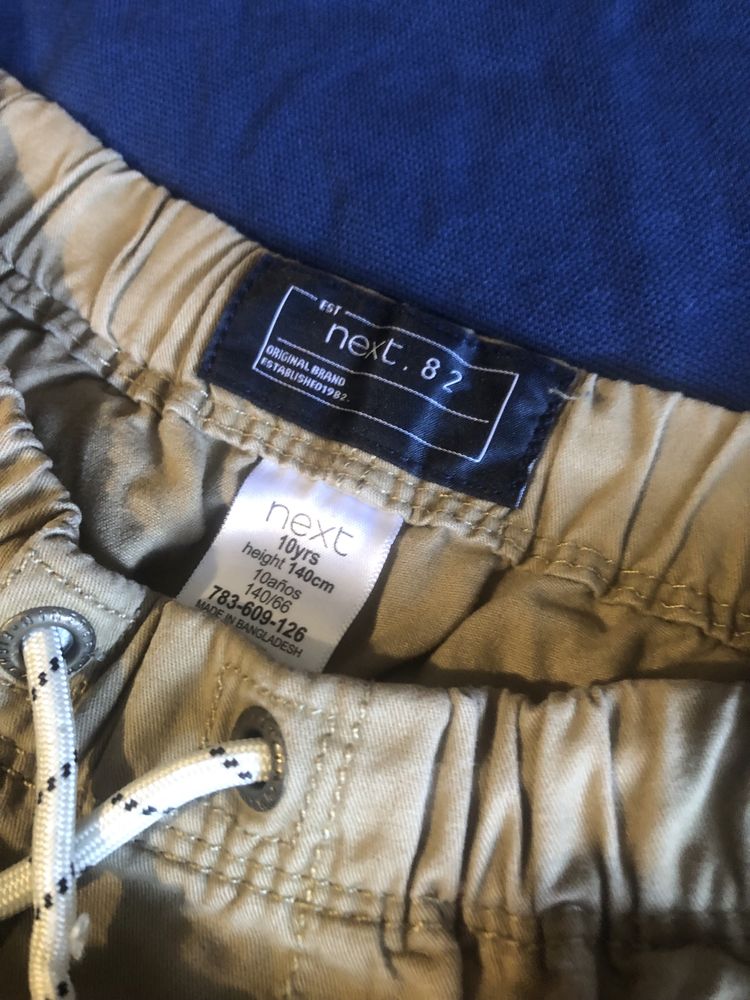 EST
next. 82
ORIGINAL BRAND
ESTABLISHED1982.
next
10yrs
height 140cm
10años
140/66
783-609-126
MADE IN BANGLADESH